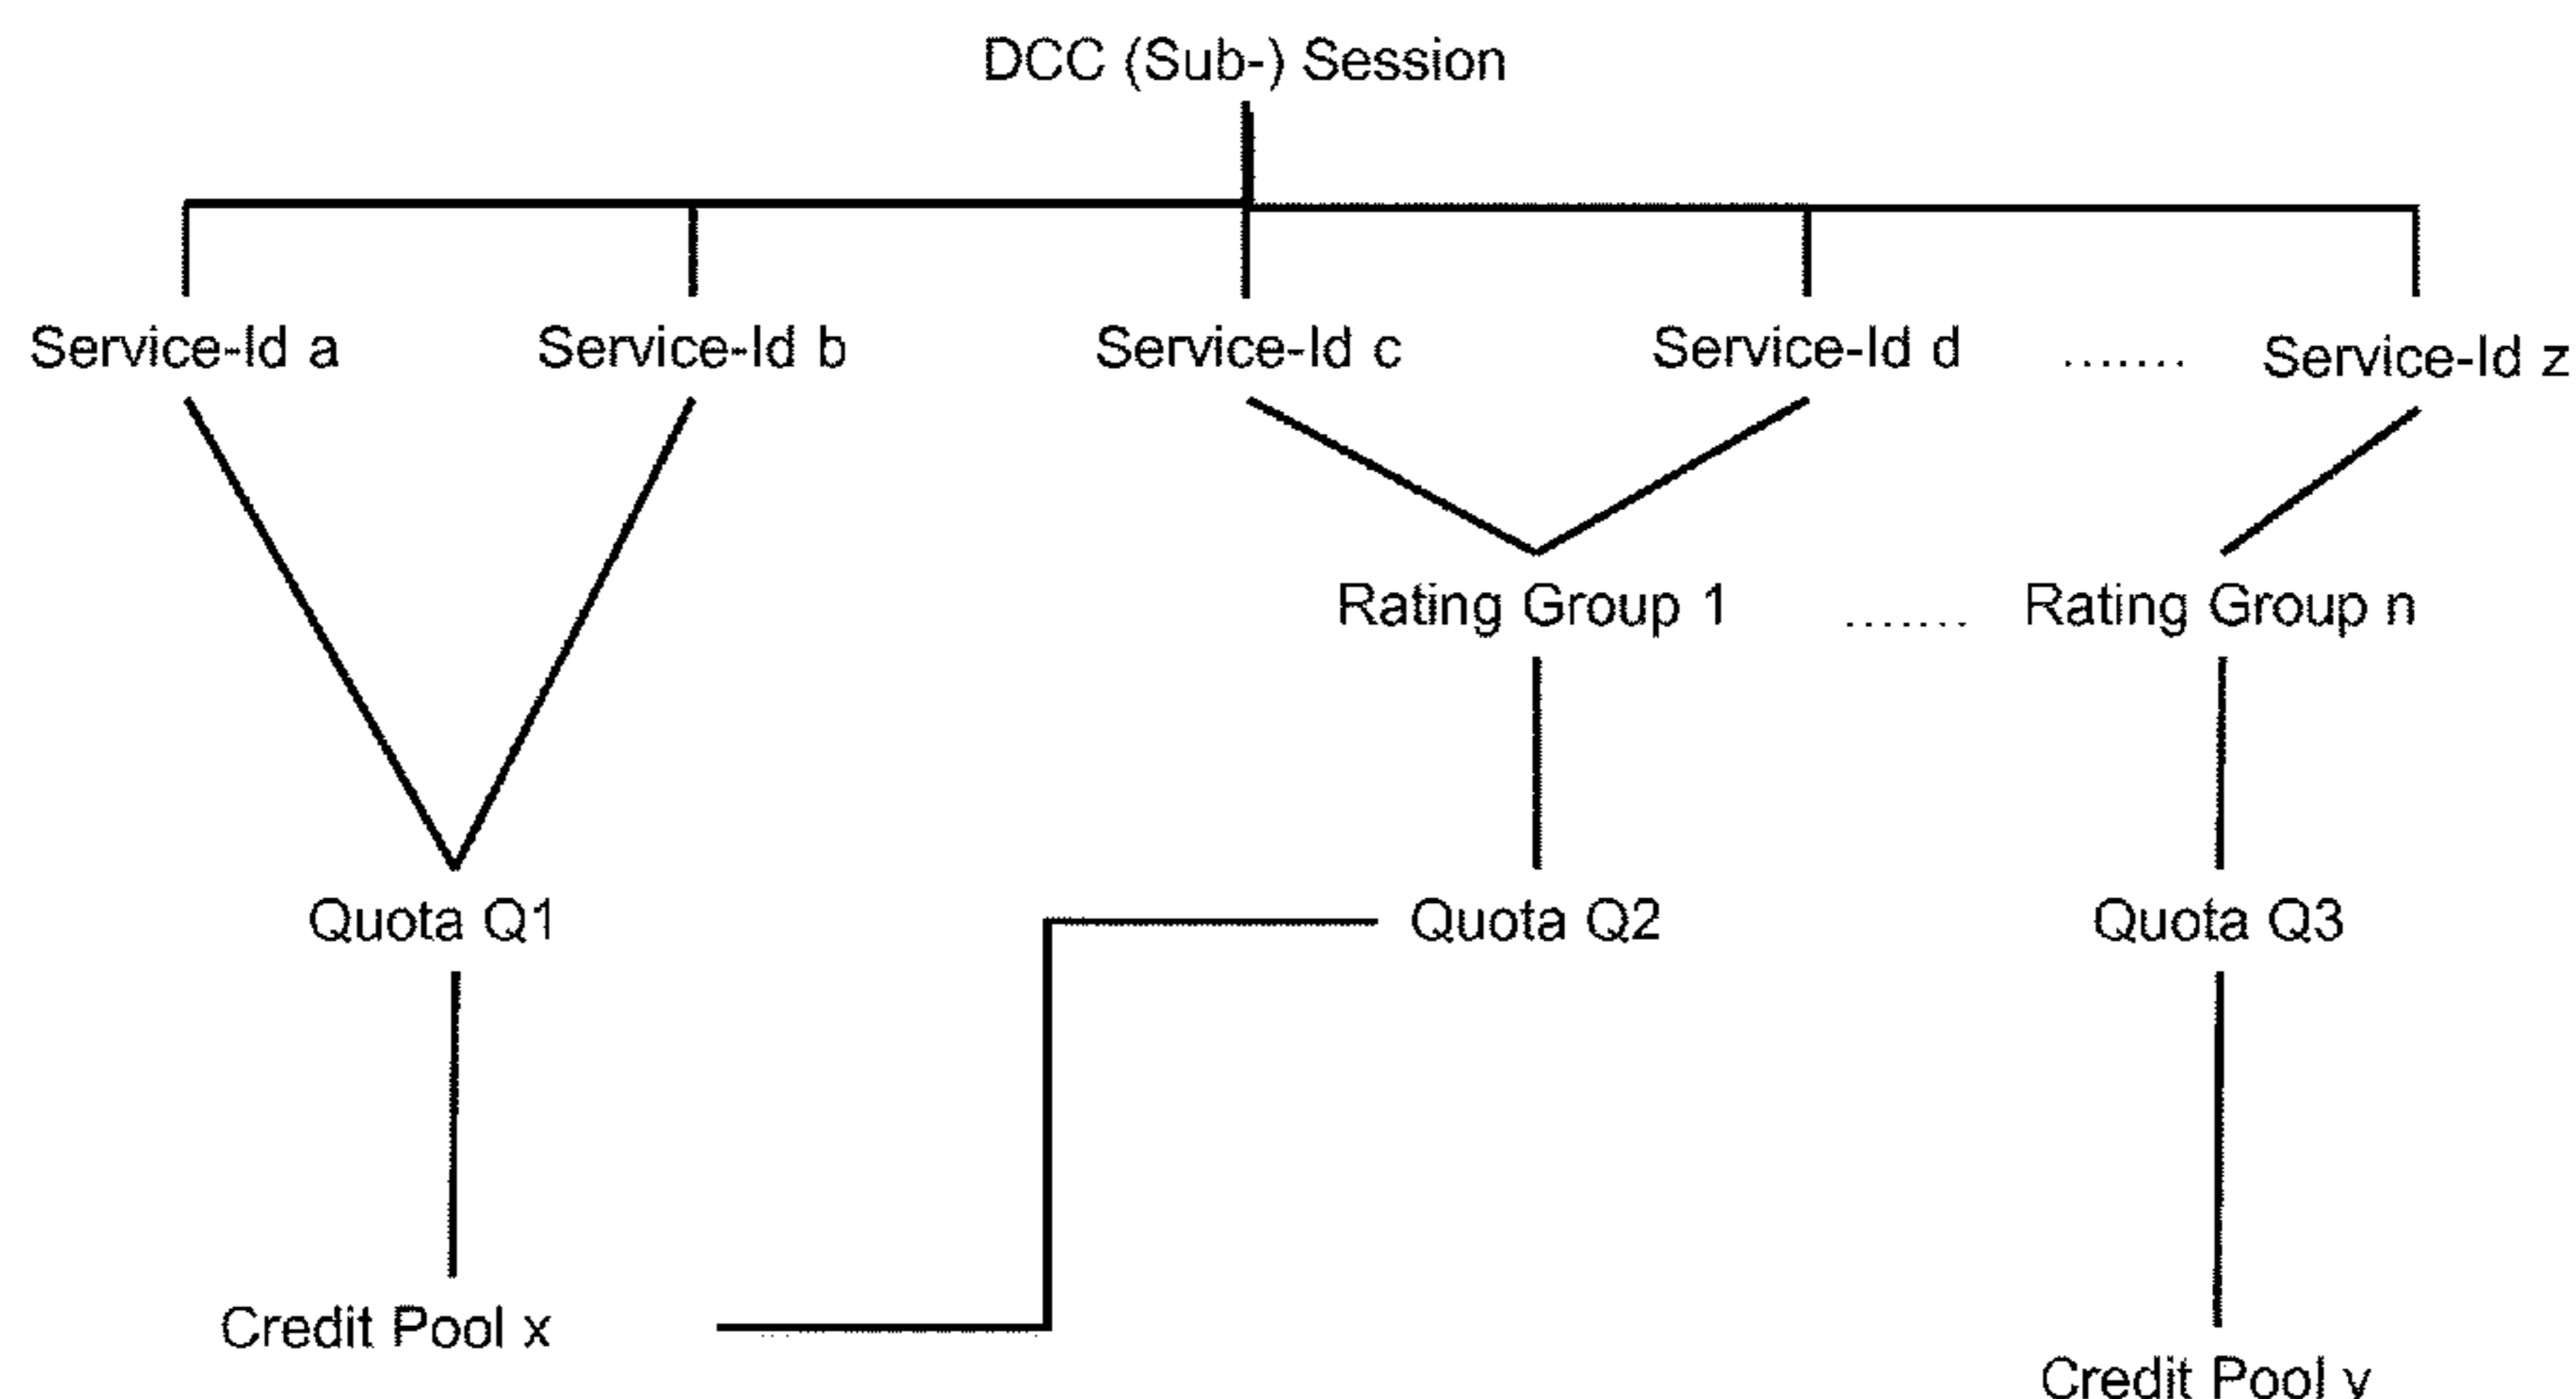 DCC (Sub-) Session
Service-Id a Service-Id b Service-Id c Service-Id d ....... Service-Id z
Rating Group 1 ....... Rating Group n
Quota Q1 Quota Q2 Quota Q3
Credit Pool x
Credit Pool y